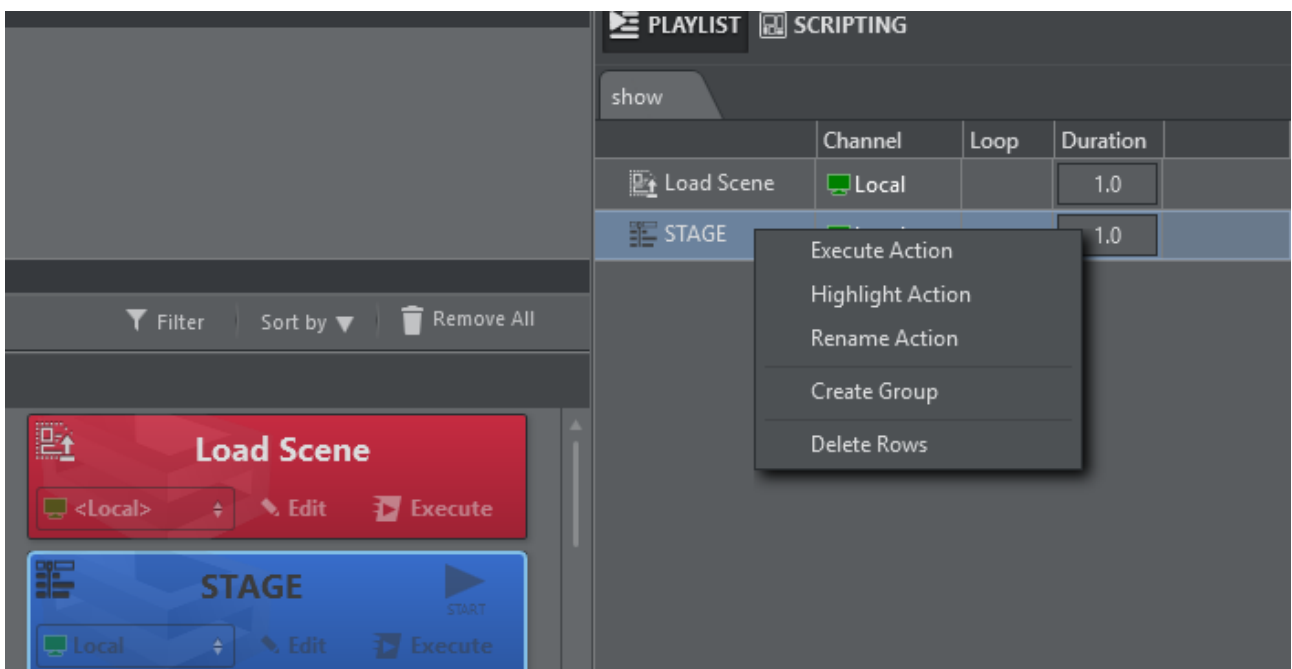 PLAYLIST SCRIPTING
show
Channel Loop Duration
Load Scene Local 1.0
STAGE 1.0
Execute Action
Highlight Action
Rename Action
Create Group
Delete Rows
Filter Sort by Remove All
Load Scene
<Local> Edit Execute
STAGE
START
Local Edit Execute